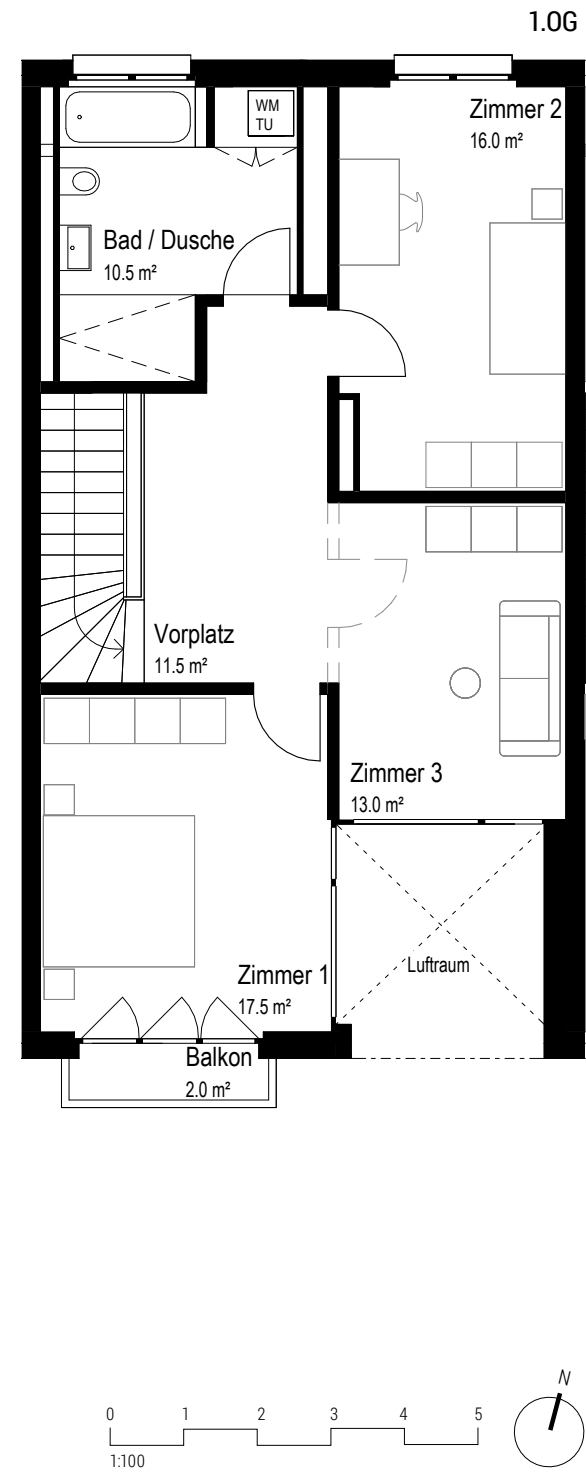 1.OG
Zimmer 2
16.0 m²
WM
TU
Bad / Dusche
10.5 m²
Vorplatz
11.5 m²
Zimmer 3
13.0 m²
Zimmer 1
17.5 m²
Luftraum
Balkon
2.0 m²
N
0 1 2 3 4 5
1:100